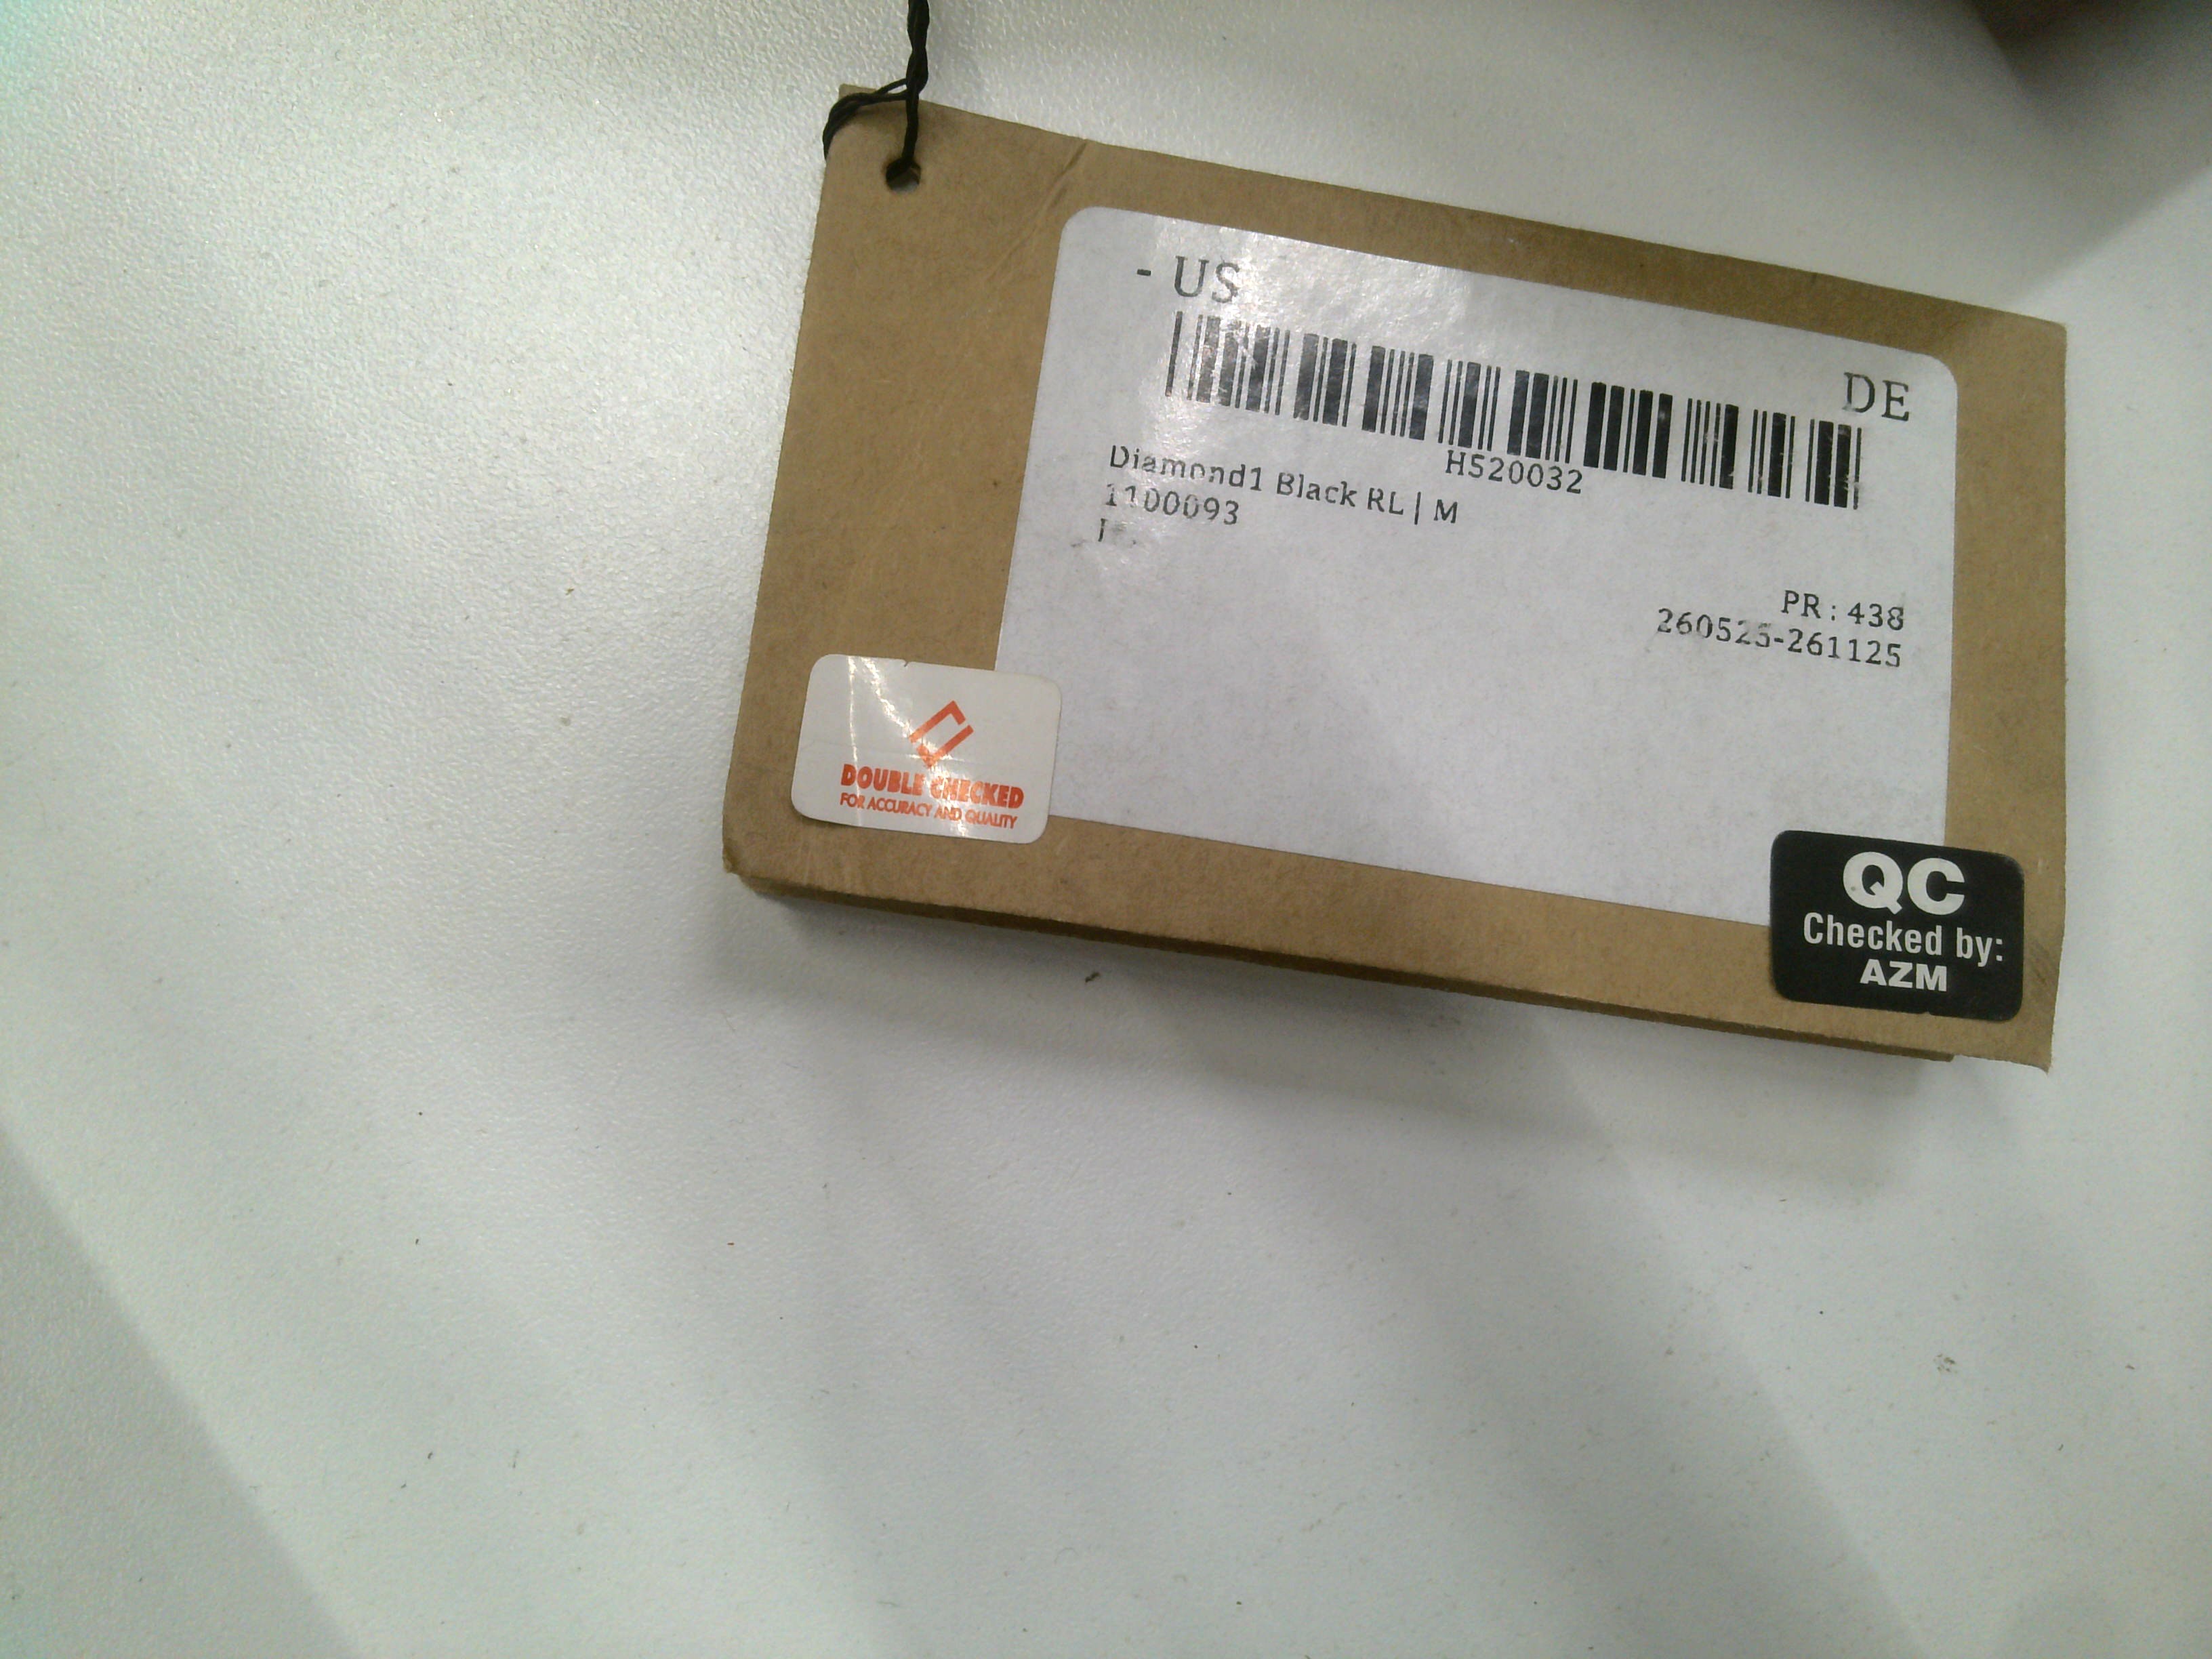 - US
DE
H520032
Diamond1 Black RL | M
1100093
PR : 438
260525-261125
DOUBLE CHECKED
FOR ACCURACY AND QUALITY
QC
Checked by:
AZM